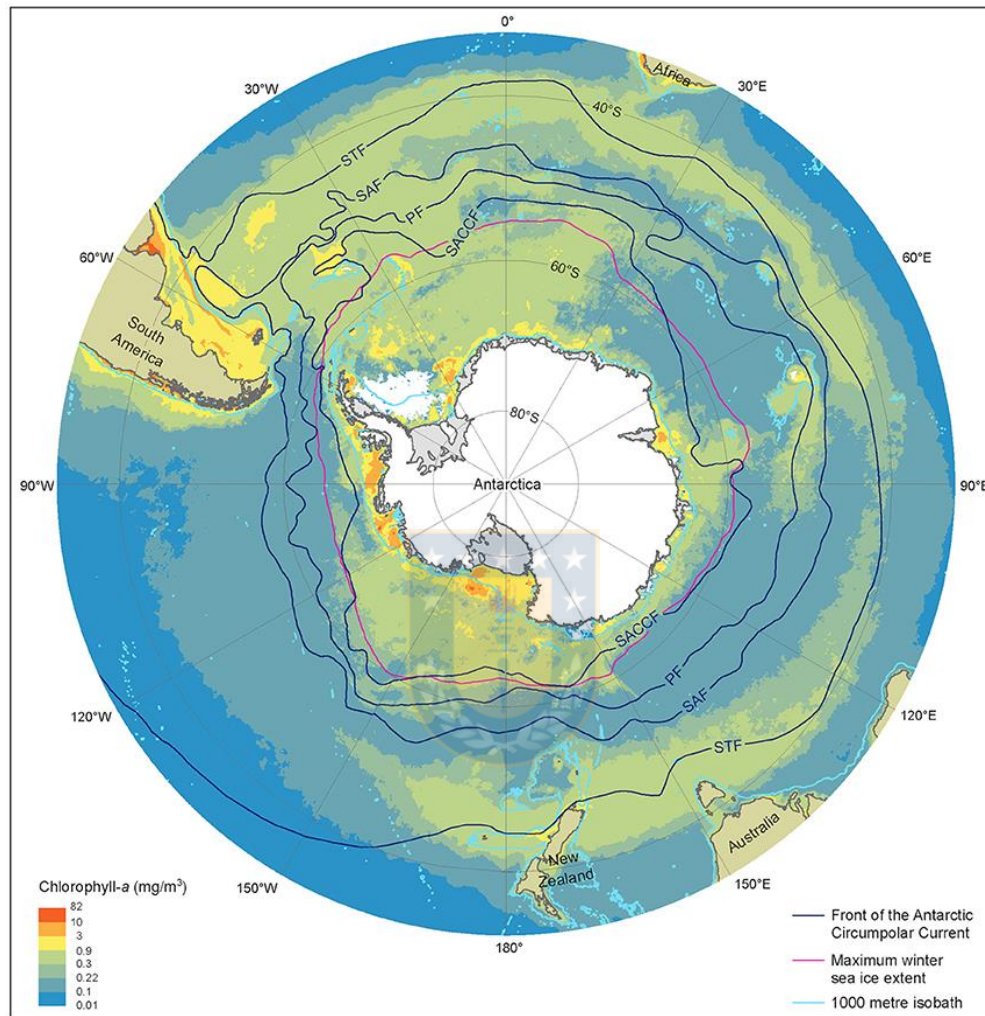 0°
30°W
Africa
30°E
40°S
STF
SAF
PF
SACCF
60°W
60°E
60°S
South
America
80°S
90°W
Antarctica
90°E
SACCF
PF
SAF
120°W
120°E
STF
Australia
New
Zealand
150°W
150°E
180°
Chlorophyll-a (mg/m³)
82
10
3
0.9
0.3
0.22
0.1
0.01
Front of the Antarctic
Circumpolar Current
Maximum winter
sea ice extent
1000 metre isobath